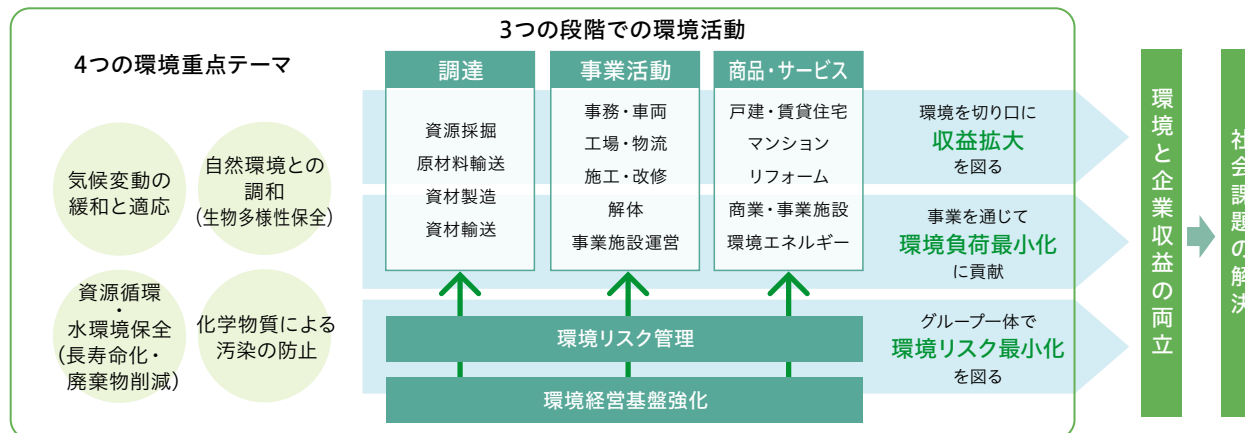 3つの段階での環境活動
4つの環境重点テーマ
気候変動の
緩和と適応
自然環境との
調和
(生物多様性保全)
資源循環
・
水環境保全
(長寿命化・
廃棄物削減)
化学物質による
汚染の防止
調達
資源採掘
原材料輸送
資材製造
資材輸送
事業活動
事務・車両
工場・物流
施工・改修
解体
事業施設運営
商品・サービス
戸建・賃貸住宅
マンション
リフォーム
商業・事業施設
環境エネルギー
環境リスク管理
環境経営基盤強化
環境を切り口に
収益拡大
を図る
事業を通じて
環境負荷最小化
に貢献
グループ一体で
環境リスク最小化
を図る
環境と企業収益の両立
社会課題の解決